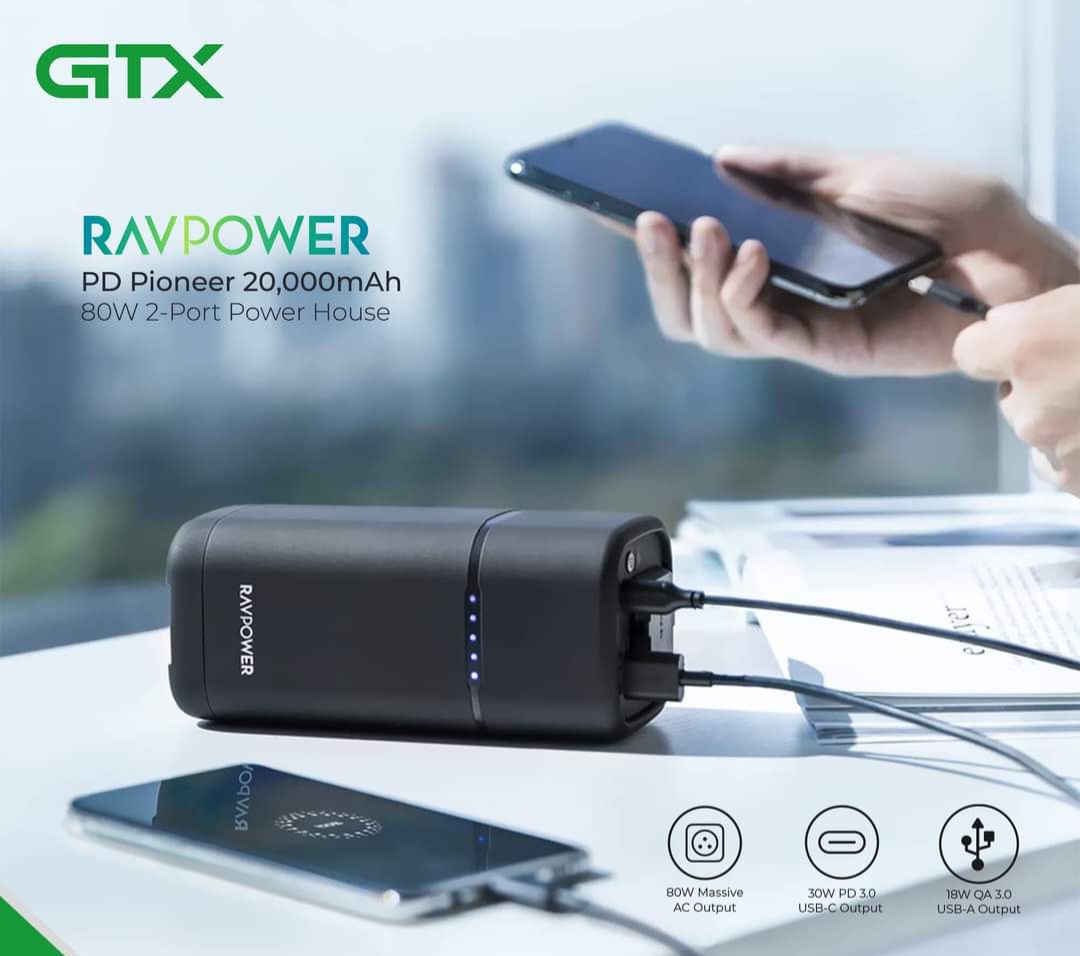 GTX
RAVPOWER
PD Pioneer 20,000mAh
80W 2-Port Power House
RAVPOWER
80W Massive
AC Output
30W PD 3.0
USB-C Output
18W QA 3.0
USB-A Output